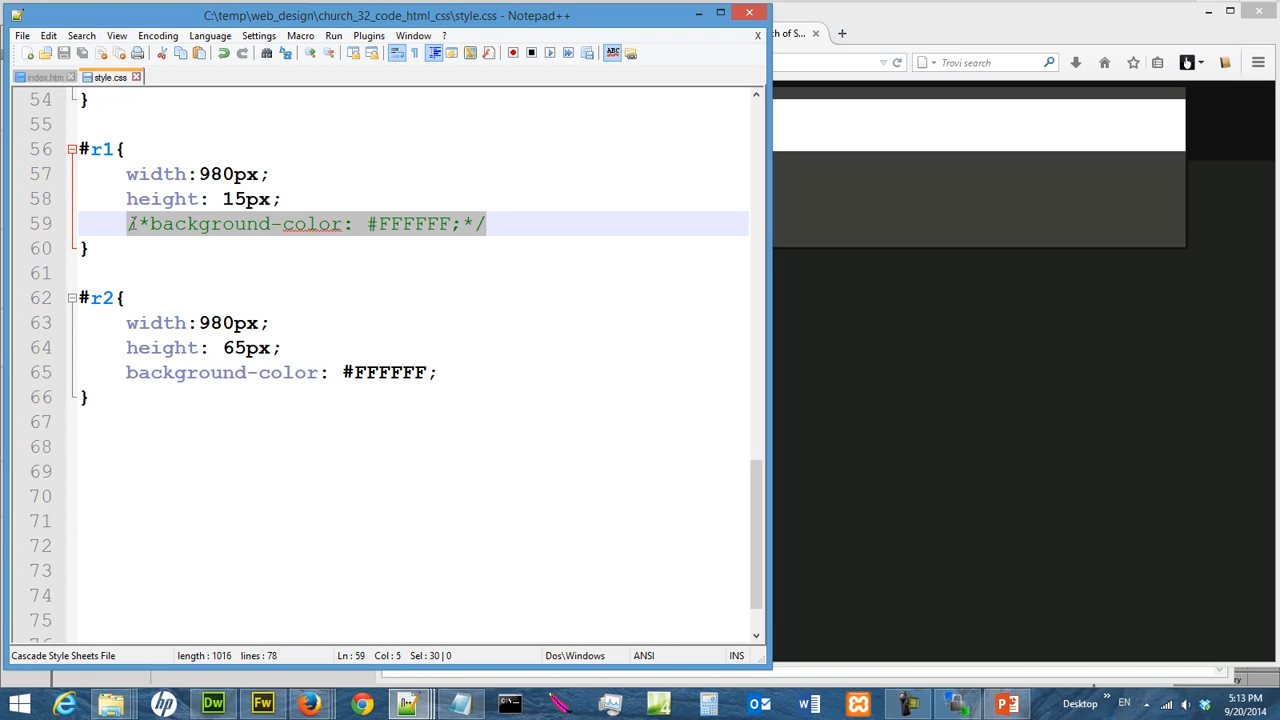 C:\temp\web_design\church_32_code_html_css\style.css - Notepad++
File Edit Search View Encoding Language Settings Macro Run Plugins Window ? X
index.htm style.css
54 }
55
56 #r1{
57 width:980px;
58 height: 15px;
59 /*background-color: #FFFFFF;*/
60 }
61
62 #r2{
63 width:980px;
64 height: 65px;
65 background-color: #FFFFFF;
66 }
67
68
69
70
71
72
73
74
75
Cascade Style Sheets File length : 1016 lines : 78 Ln : 59 Col : 5 Sel : 30 | 0 Dos\Windows ANSI INS
ch of S...
Trovi search
Desktop EN 5:13 PM
9/20/2014